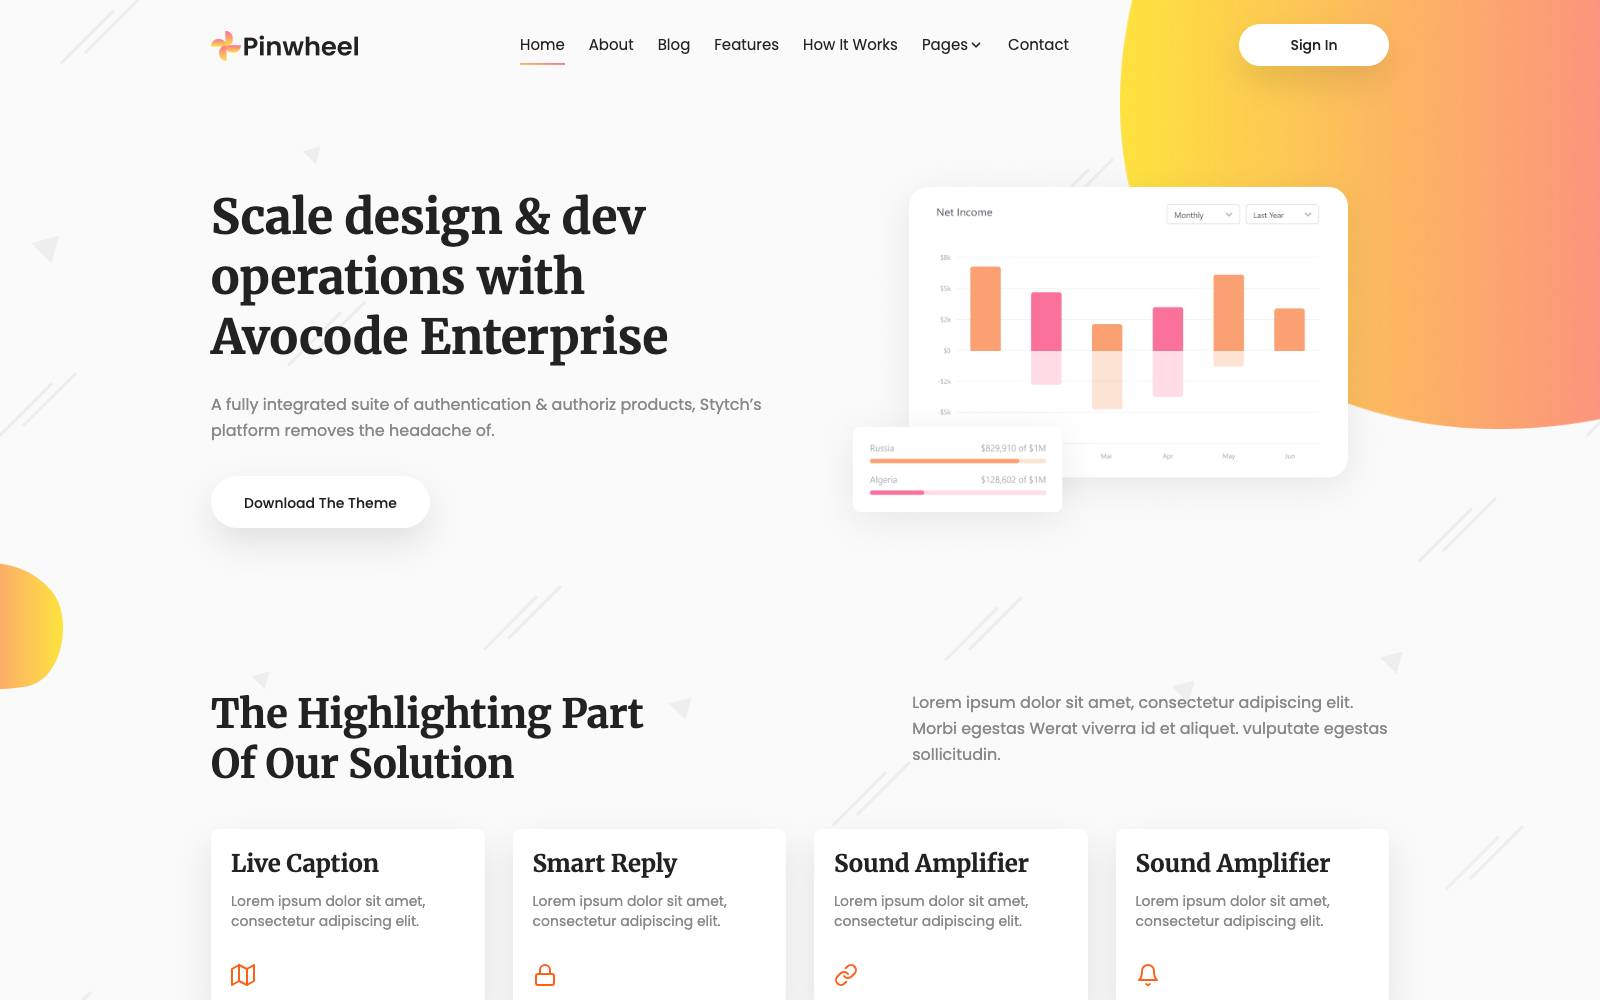 Pinwheel
Home About Blog Features How It Works Pages Contact
Sign In
Scale design & dev
operations with
Avocode Enterprise
A fully integrated suite of authentication & authoriz products, Stytch’s
platform removes the headache of.
Download The Theme
Net Income
Monthly
Last Year
$8k
$5k
$2k
$0
-$2k
-$5k
Mar Apr May Jun
Russia $829,910 of $1M
Algeria $128,602 of $1M
The Highlighting Part
Of Our Solution
Lorem ipsum dolor sit amet, consectetur adipiscing elit.
Morbi egestas Werat viverra id et aliquet. vulputate egestas
sollicitudin.
Live Caption
Lorem ipsum dolor sit amet,
consectetur adipiscing elit.
Smart Reply
Lorem ipsum dolor sit amet,
consectetur adipiscing elit.
Sound Amplifier
Lorem ipsum dolor sit amet,
consectetur adipiscing elit.
Sound Amplifier
Lorem ipsum dolor sit amet,
consectetur adipiscing elit.